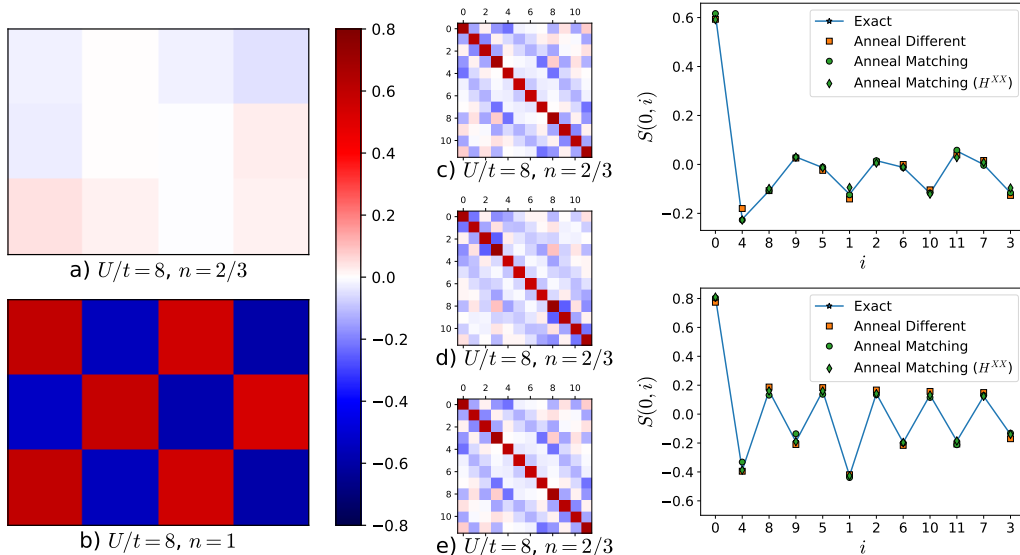 a) U/t=8, n=2/3
b) U/t=8, n=1
0.8
0.6
0.4
0.2
0.0
−0.2
−0.4
−0.6
−0.8
0 2 4 6 8 10
0
2
4
6
8
10
c) U/t=8, n=2/3
0 2 4 6 8 10
0
2
4
6
8
10
d) U/t=8, n=2/3
0 2 4 6 8 10
0
2
4
6
8
10
e) U/t=8, n=2/3
S(0, i)
0.6
0.4
0.2
0.0
−0.2
Exact
Anneal Different
Anneal Matching
Anneal Matching (H^{XX})
0 4 8 9 5 1 2 6 10 11 7 3
i
S(0, i)
0.8
0.6
0.4
0.2
0.0
−0.2
−0.4
−0.6
Exact
Anneal Different
Anneal Matching
Anneal Matching (H^{XX})
0 4 8 9 5 1 2 6 10 11 7 3
i